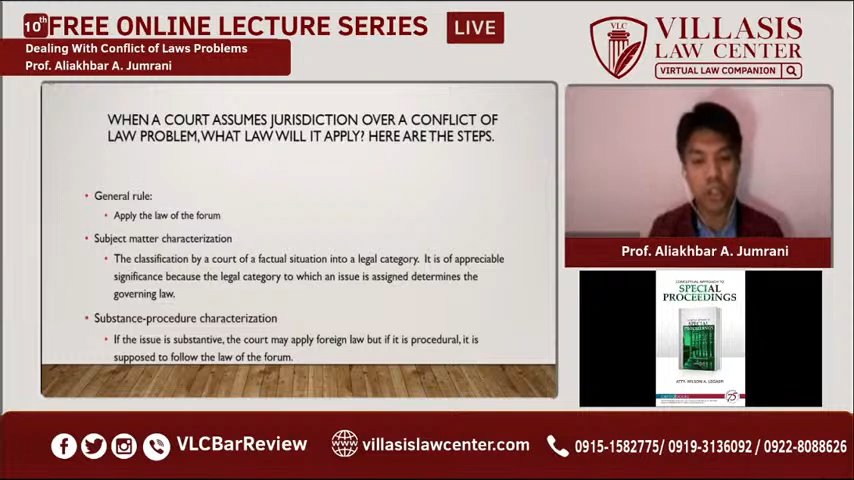 10th FREE ONLINE LECTURE SERIES
LIVE
Dealing With Conflict of Laws Problems
Prof. Aliakhbar A. Jumrani
VLC
VILLASIS
LAW CENTER
VIRTUAL LAW COMPANION
WHEN A COURT ASSUMES JURISDICTION OVER A CONFLICT OF
LAW PROBLEM, WHAT LAW WILL IT APPLY? HERE ARE THE STEPS.
• General rule:
• Apply the law of the forum
• Subject matter characterization
• The classification by a court of a factual situation into a legal category. It is of appreciable
significance because the legal category to which an issue is assigned determines the
governing law.
• Substance-procedure characterization
• If the issue is substantive, the court may apply foreign law but if it is procedural, it is
supposed to follow the law of the forum.
Prof. Aliakhbar A. Jumrani
CONCEPTUAL APPROACH TO
SPECIAL
PROCEEDINGS
75
VLCBarReview
villasislawcenter.com
0915-1582775/ 0919-3136092 / 0922-8088626